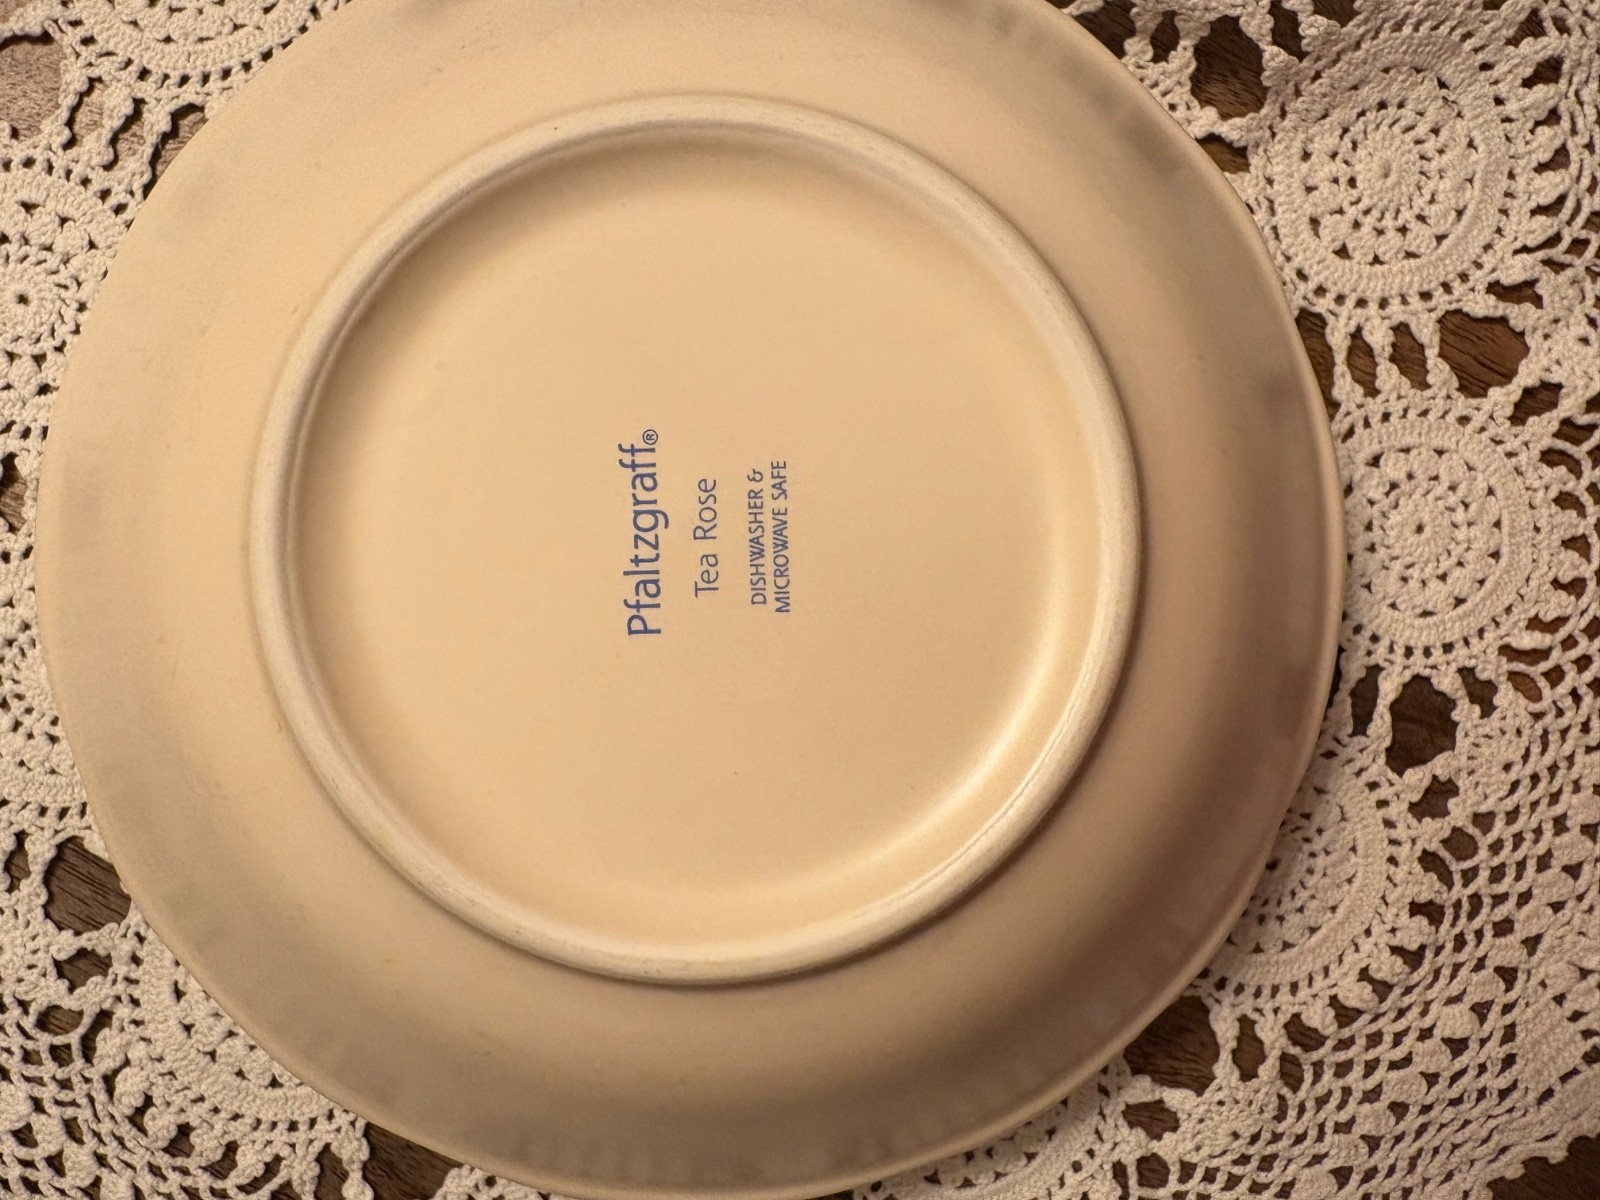 Pfaltzgraff®
Tea Rose
DISHWASHER &
MICROWAVE SAFE